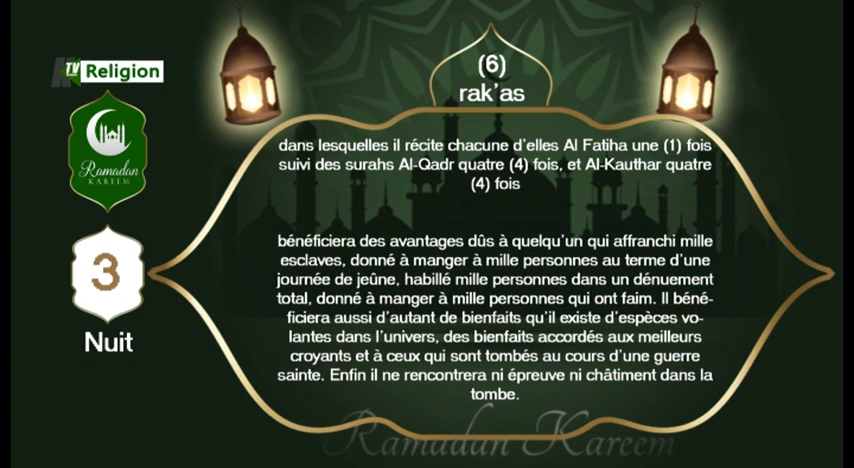 TV Religion
(6)
rak'as
Ramadan
KAREEM
dans lesquelles il récite chacune d'elles Al Fatiha une (1) fois
suivi des surahs Al-Qadr quatre (4) fois, et Al-Kauthar quatre
(4) fois
3
Nuit
bénéficiera des avantages dûs à quelqu'un qui affranchi mille
esclaves, donné à manger à mille personnes au terme d'une
journée de jeûne, habillé mille personnes dans un dénuement
total, donné à manger à mille personnes qui ont faim. Il béné-
ficiera aussi d'autant de bienfaits qu'il existe d'espèces vo-
lantes dans l'univers, des bienfaits accordés aux meilleurs
croyants et à ceux qui sont tombés au cours d'une guerre
sainte. Enfin il ne rencontrera ni épreuve ni châtiment dans la
tombe.
Ramadan Kareem